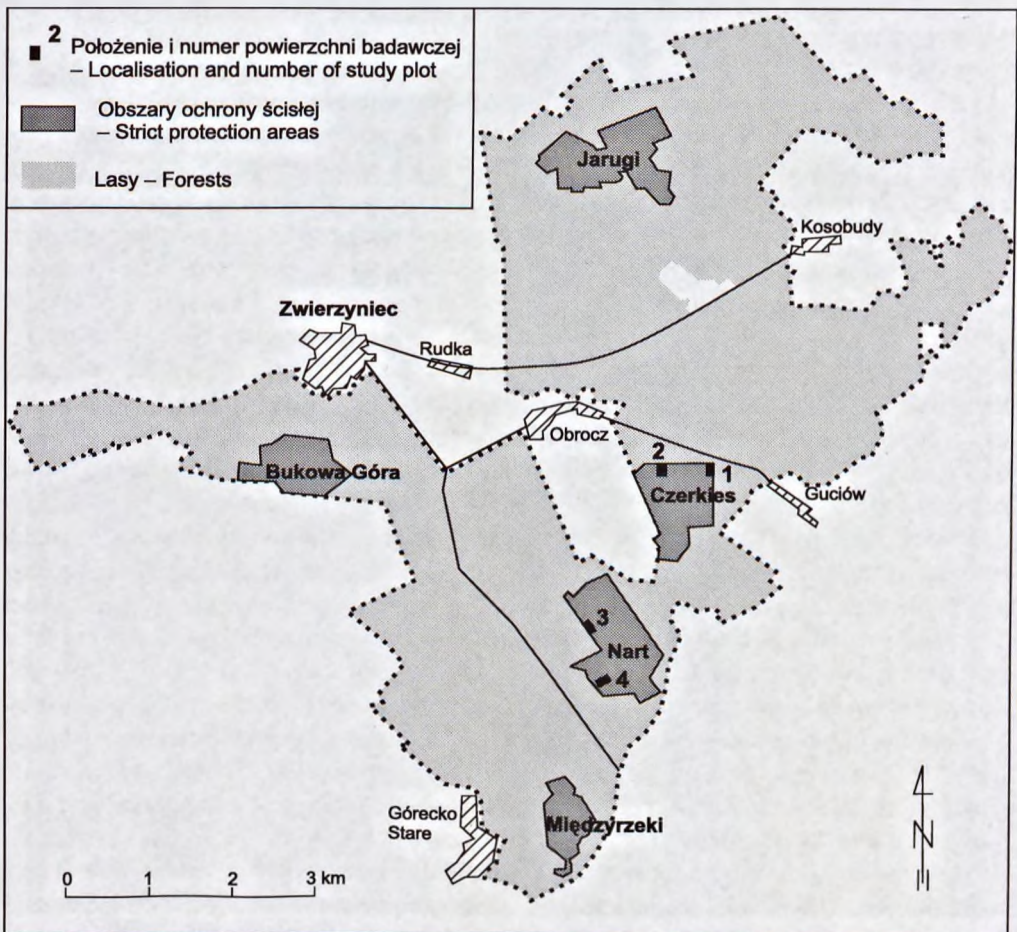 2 Położenie i numer powierzchni badawczej
– Localisation and number of study plot
Obszary ochrony ścisłej
– Strict protection areas
Lasy – Forests
Jarugi
Kosobudy
Zwierzyniec
Rudka
Obrocz
Bukowa Góra
2
1
Czerkies
Guciów
3
Nart
4
Górecko
Stare
Międzyrzeki
0 1 2 3 km
N